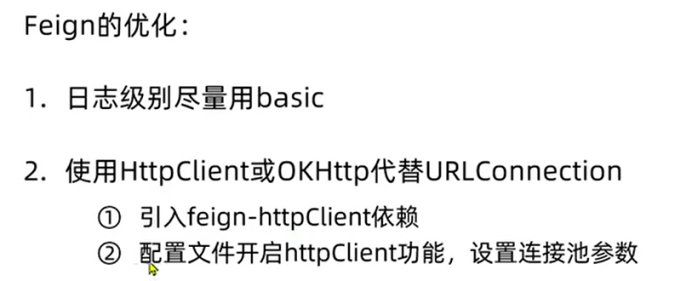 Feign的优化：
1. 日志级别尽量用basic
2. 使用HttpClient或OKHttp代替URLConnection
① 引入feign-httpClient依赖
② 配置文件开启httpClient功能，设置连接池参数